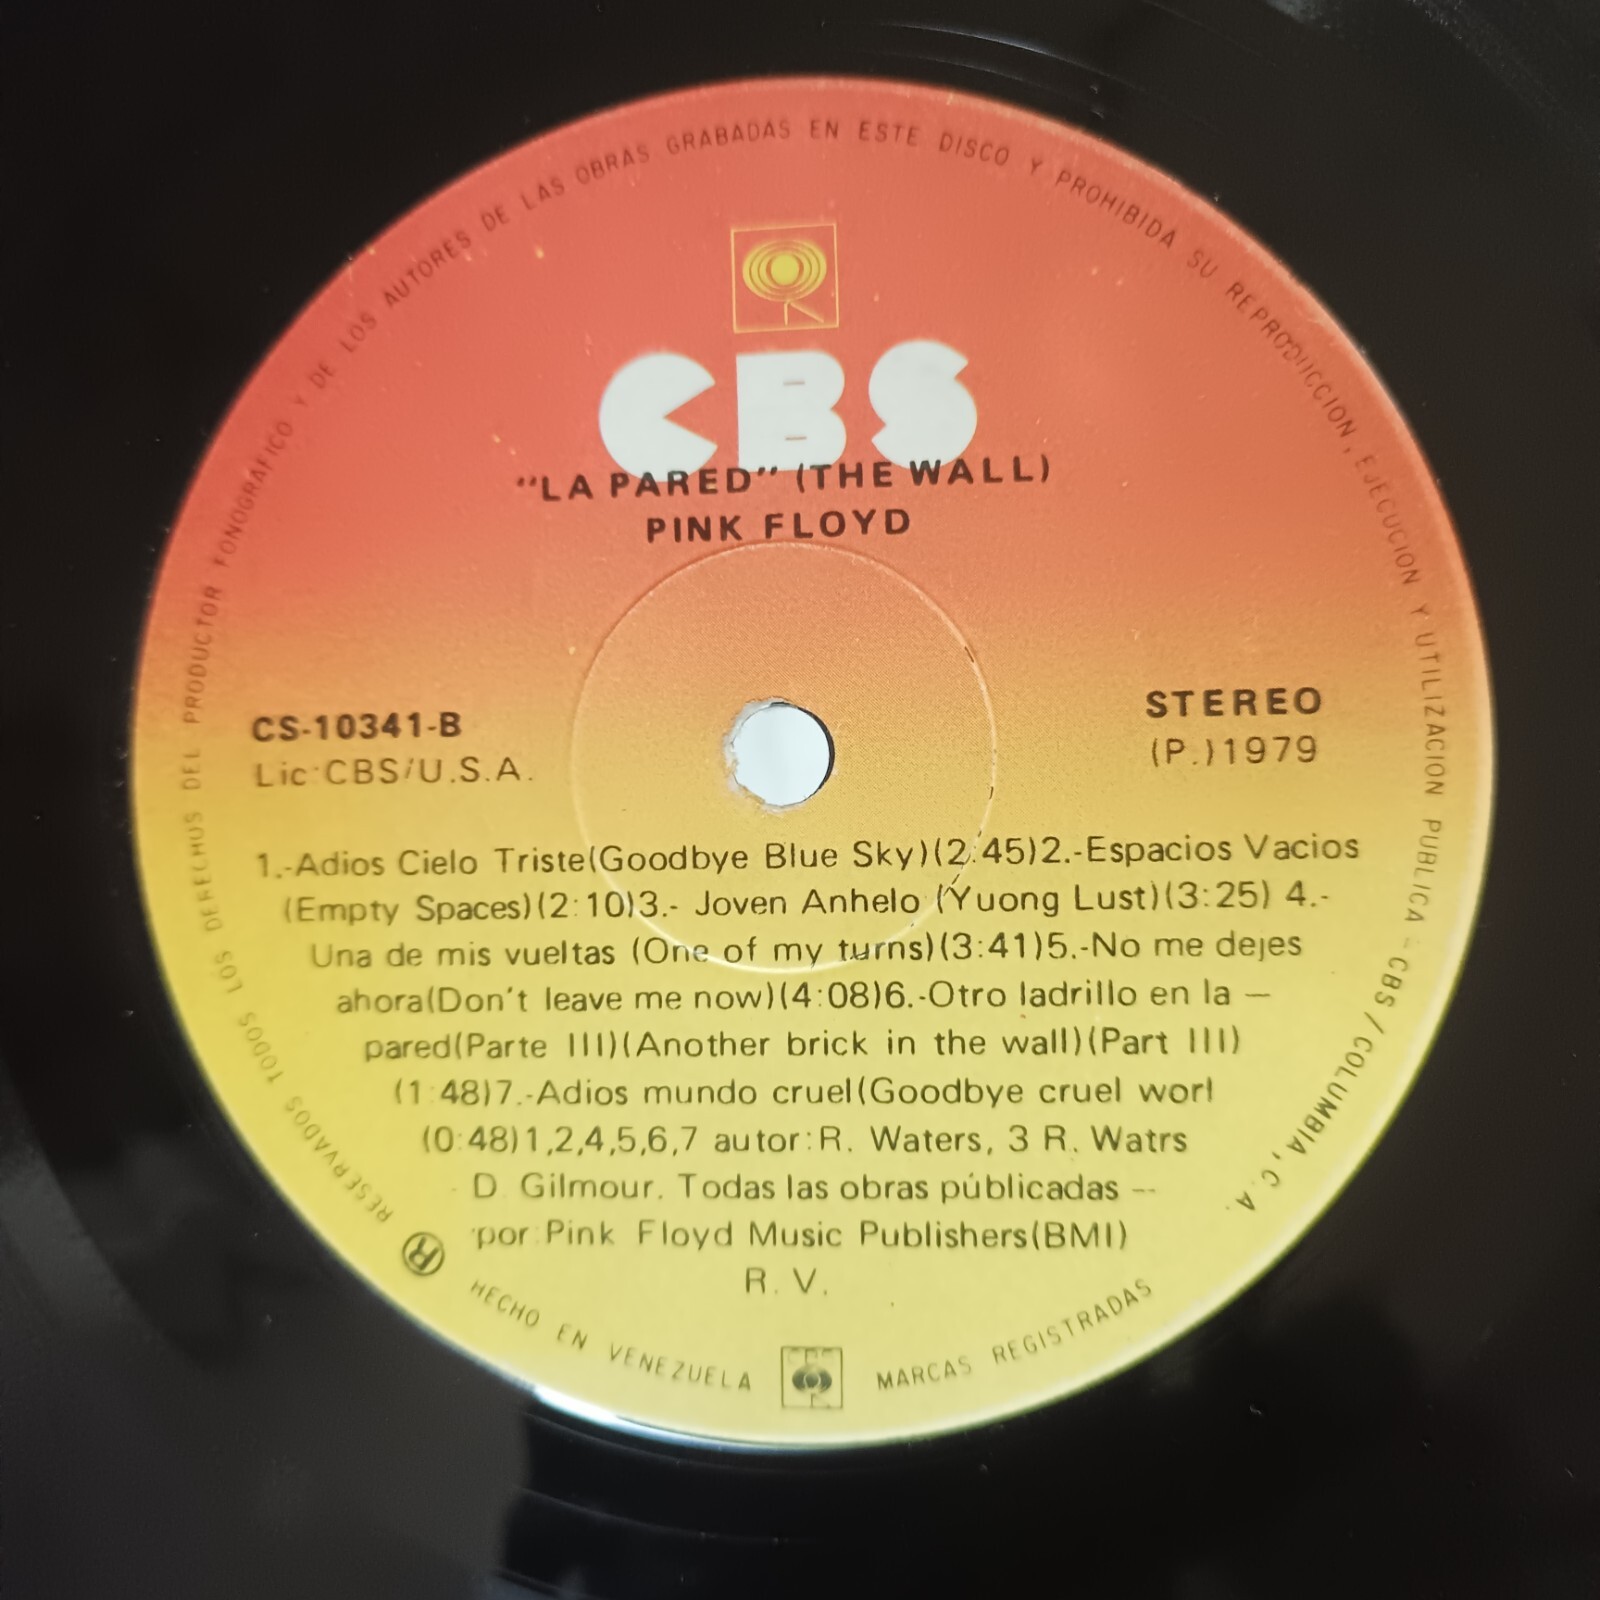 CBS
"LA PARED" (THE WALL)
PINK FLOYD
CS-10341-B
Lic:CBS/U.S.A.
STEREO
(P.)1979
1.-Adios Cielo Triste(Goodbye Blue Sky)(2:45)2.-Espacios Vacios
(Empty Spaces)(2:10)3.- Joven Anhelo (Yuong Lust)(3:25) 4.-
Una de mis vueltas (One of my turns)(3:41)5.-No me dejes
ahora(Don't leave me now)(4:08)6.-Otro ladrillo en la —
pared(Parte III)(Another brick in the wall)(Part III)
(1:48)7.-Adios mundo cruel(Goodbye cruel worl
(0:48)1,2,4,5,6,7 autor:R. Waters, 3 R. Watrs
- D. Gilmour. Todas las obras públicadas --
por:Pink Floyd Music Publishers(BMI)
R. V.
Ⓡ RESERVADOS TODOS LOS DERECHOS DEL PRODUCTOR FONOGRAFICO Y DE LOS AUTORES DE LAS OBRAS GRABADAS EN ESTE DISCO Y PROHIBIDA SU REPRODUCCION, EJECUCION Y UTILIZACION PUBLICA - CBS / COLUMBIA, C.A.
HECHO EN VENEZUELA
CBS
MARCAS REGISTRADAS